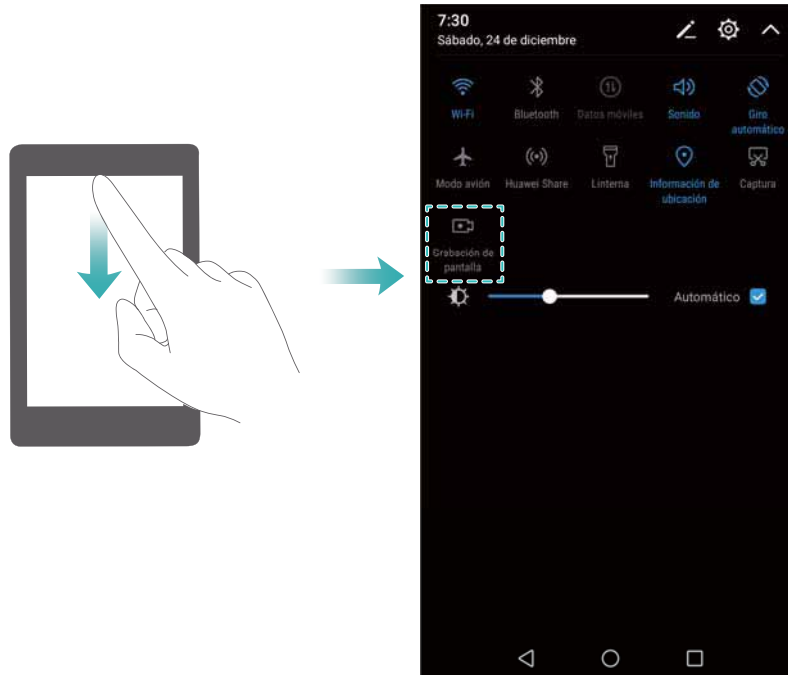 7:30
Sábado, 24 de diciembre
Wi-Fi
Bluetooth
Datos móviles
Sonido
Giro
automático
Modo avión
Huawei Share
Linterna
Información de
ubicación
Captura
Grabación de
pantalla
Automático